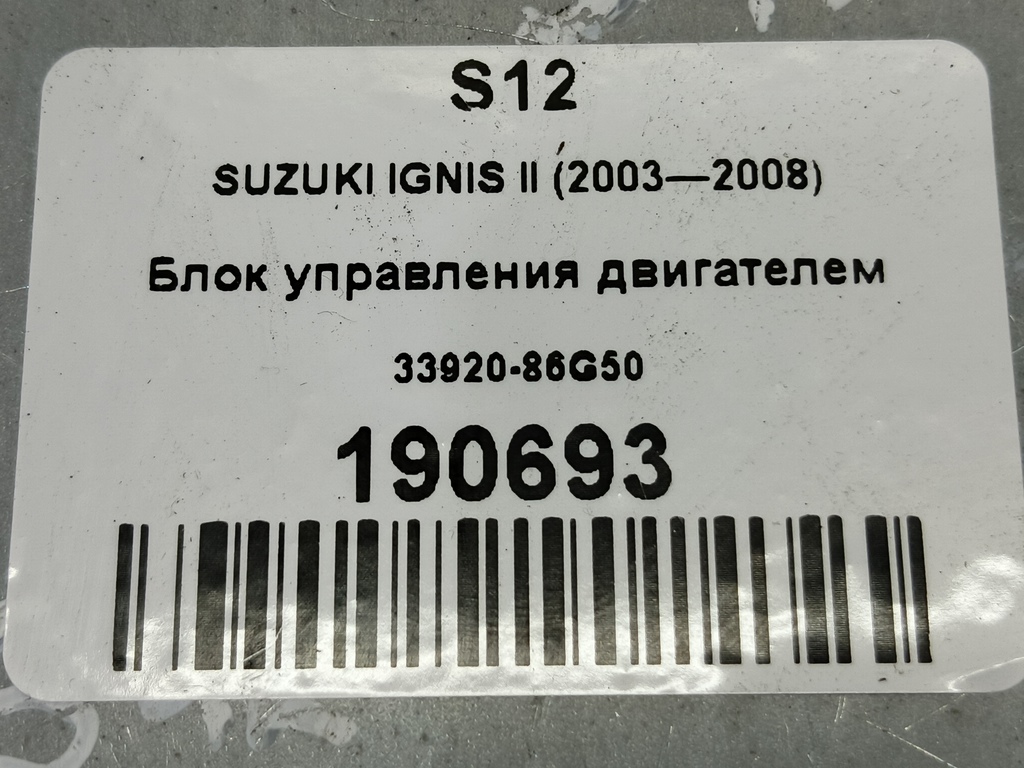 S12
SUZUKI IGNIS II (2003—2008)
Блок управления двигателем
33920-86G50
190693